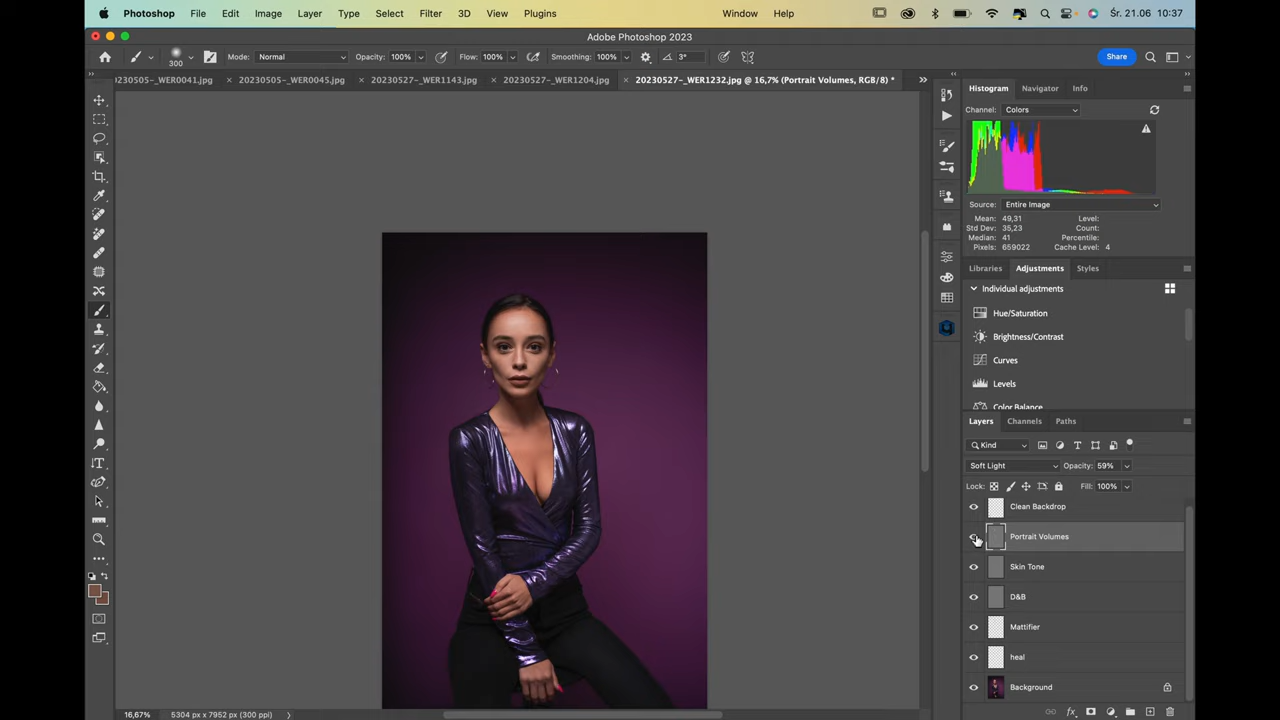 Photoshop File Edit Image Layer Type Select Filter 3D View Plugins Window Help Śr. 21.06 10:37
Adobe Photoshop 2023
300 Mode: Normal Opacity: 100% Flow: 100% Smoothing: 100% 3° Share
20230505-_WER0041.jpg 20230505-_WER0045.jpg 20230527-_WER1143.jpg 20230527-_WER1204.jpg 20230527-_WER1232.jpg @ 16,7% (Portrait Volumes, RGB/8) *
Histogram Navigator Info
Channel: Colors
Source: Entire Image
Mean: 49,31 Level:
Std Dev: 35,23 Count:
Median: 41 Percentile:
Pixels: 659022 Cache Level: 4
Libraries Adjustments Styles
Individual adjustments
Hue/Saturation
Brightness/Contrast
Curves
Levels
Color Balance
Layers Channels Paths
Kind
Soft Light Opacity: 59%
Lock: Fill: 100%
Clean Backdrop
Portrait Volumes
Skin Tone
D&B
Mattifier
heal
Background
16,67% 5304 px x 7952 px (300 ppi)